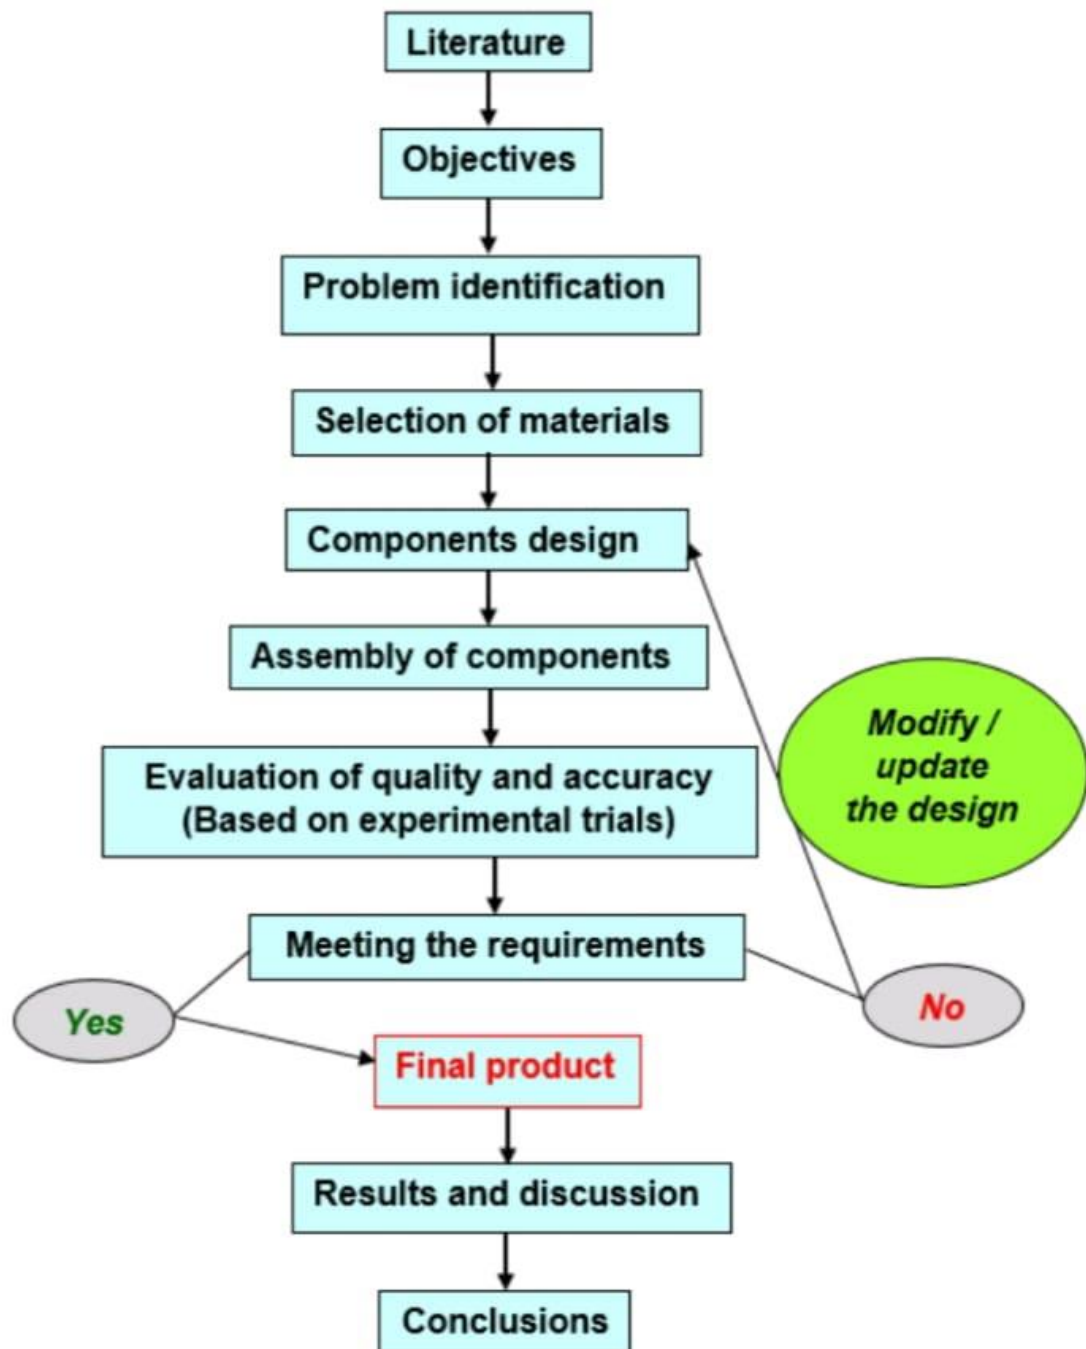 Literature
Objectives
Problem identification
Selection of materials
Components design
Assembly of components
Evaluation of quality and accuracy
(Based on experimental trials)
Modify /
update
the design
Meeting the requirements
Yes
No
Final product
Results and discussion
Conclusions